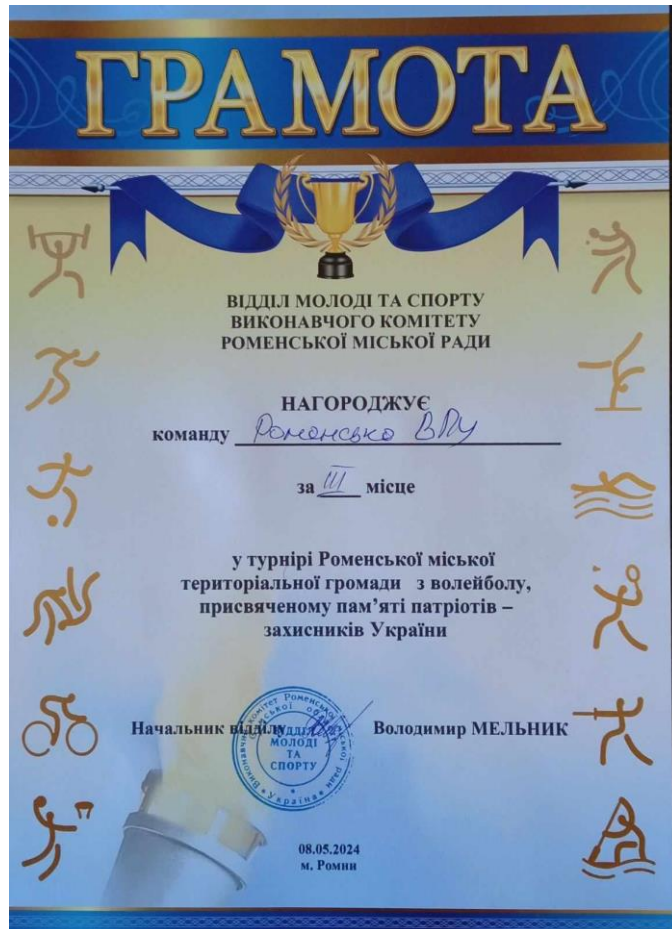 ГРАМОТА
ВІДДІЛ МОЛОДІ ТА СПОРТУ
ВИКОНАВЧОГО КОМІТЕТУ
РОМЕНСЬКОЇ МІСЬКОЇ РАДИ
НАГОРОДЖУЄ
команду Роменсько ВПУ
за III місце
у турнірі Роменської міської
територіальної громади з волейболу,
присвяченому пам’яті патріотів –
захисників України
Начальник відділу Володимир МЕЛЬНИК
ВІДДІЛ
МОЛОДІ
ТА
СПОРТУ
Україна
08.05.2024
м. Ромни